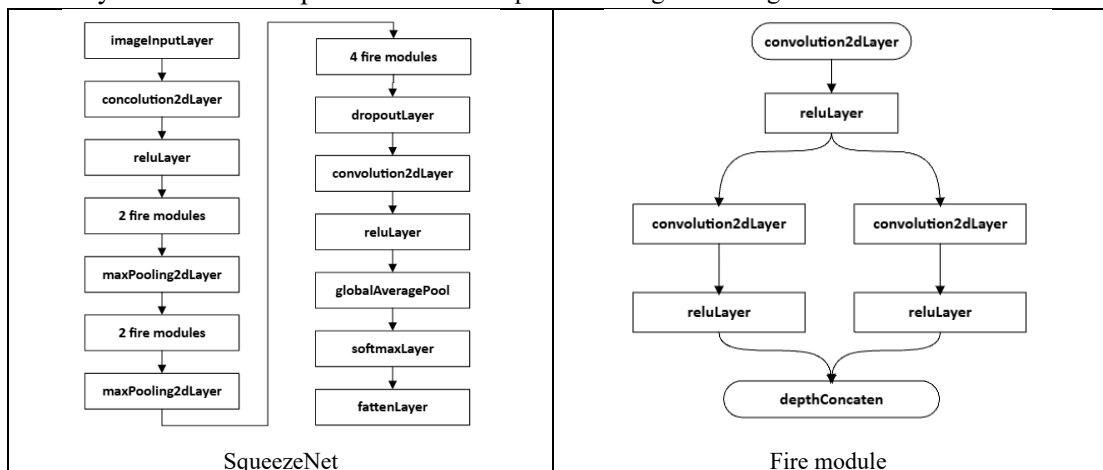 imageInputLayer
concolution2dLayer
reluLayer
2 fire modules
maxPooling2dLayer
2 fire modules
maxPooling2dLayer
4 fire modules
dropoutLayer
convolution2dLayer
reluLayer
globalAveragePool
softmaxLayer
fattenLayer
SqueezeNet
convolution2dLayer
reluLayer
convolution2dLayer
convolution2dLayer
reluLayer
reluLayer
depthConcaten
Fire module